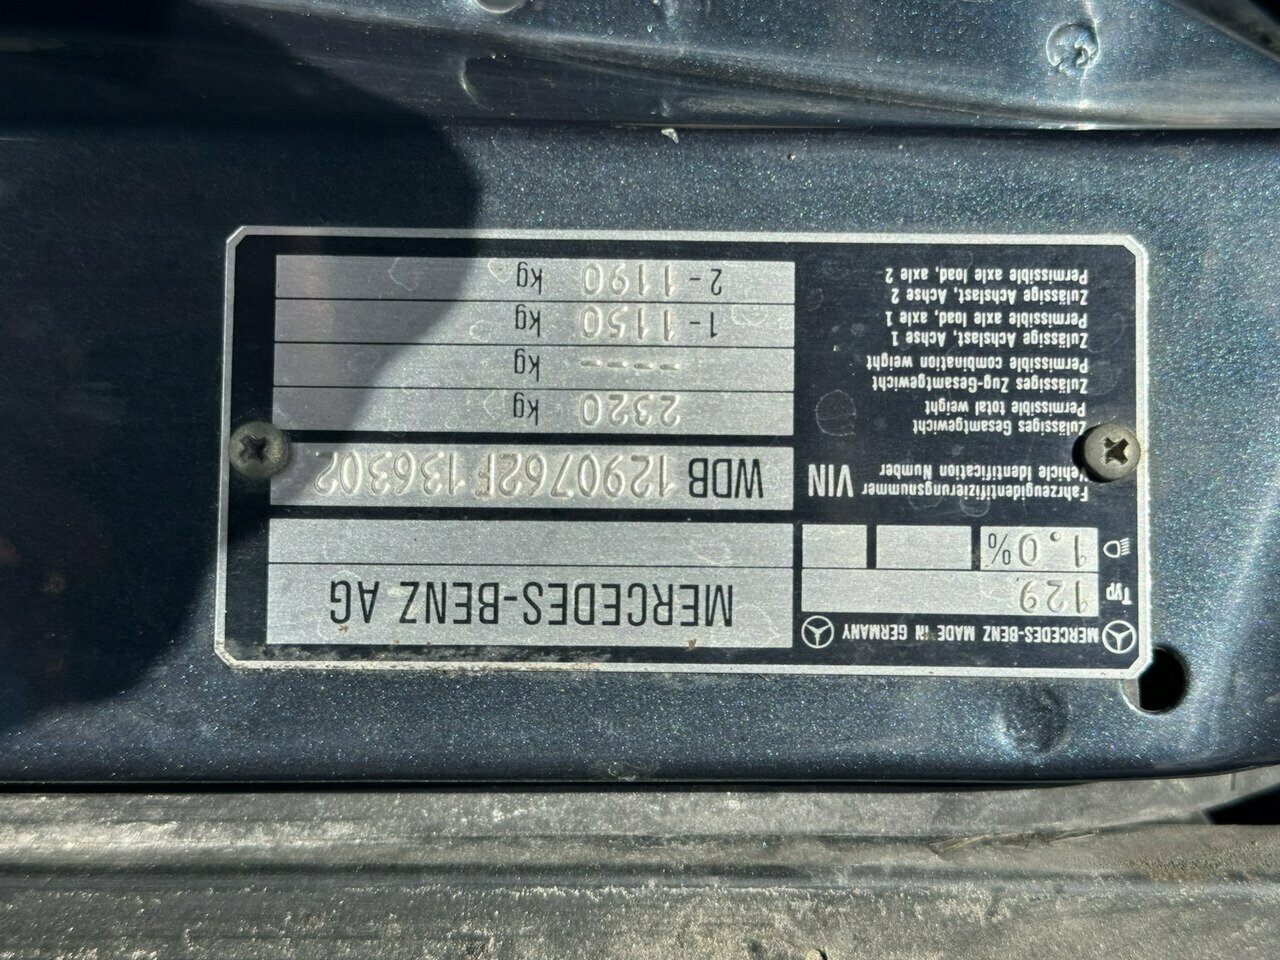 MERCEDES-BENZ MADE IN GERMANY
Typ 129.
MERCEDES-BENZ AG
1.0%
Fahrzeugidentifizierungsnummer
Vehicle Identification Number
VIN WDB 1290762F136302
Zulässiges Gesamtgewicht
Permissible total weight
2320 kg
Zulässiges Zug-Gesamtgewicht
Permissible combination weight
---- kg
Zulässige Achslast, Achse 1
Permissible axle load, axle 1
1-1150 kg
Zulässige Achslast, Achse 2
Permissible axle load, axle 2
2-1190 kg